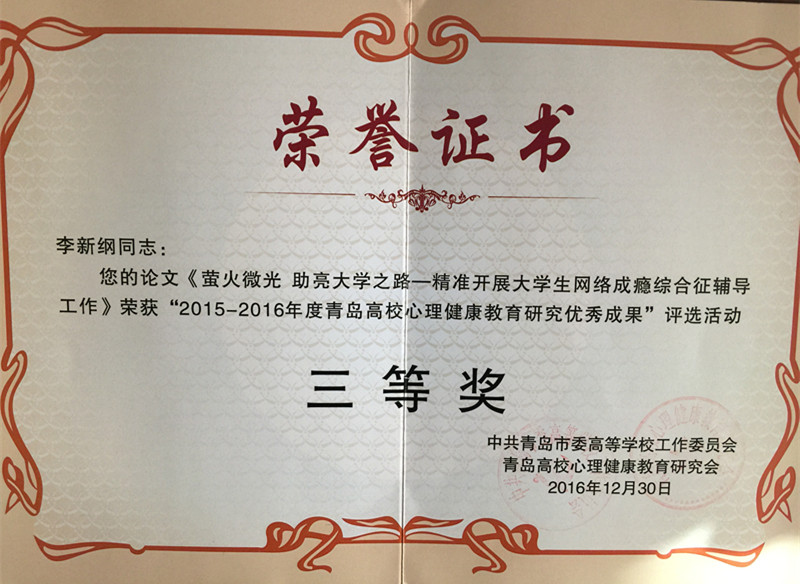 荣誉证书
李新纲同志：
您的论文《萤火微光 助亮大学之路—精准开展大学生网络成瘾综合征辅导
工作》荣获“2015-2016年度青岛高校心理健康教育研究优秀成果”评选活动
三等奖
中共青岛市委高等学校工作委员会
青岛高校心理健康教育研究会
2016年12月30日